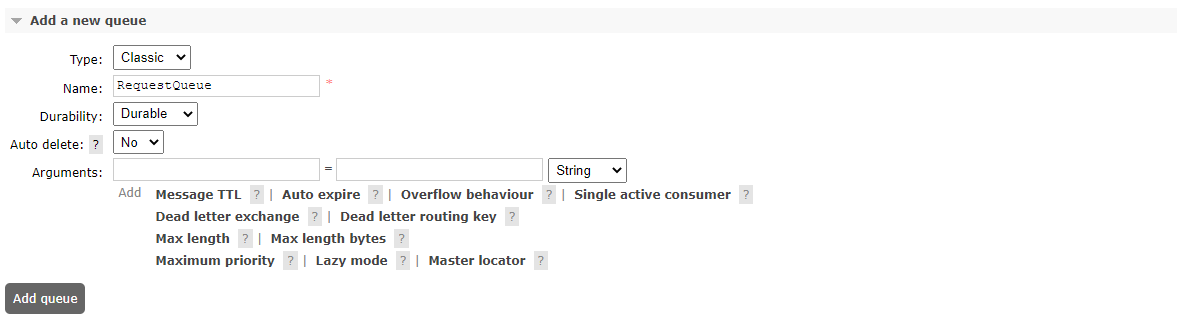 Add a new queue
Type: Classic
Name: RequestQueue *
Durability: Durable
Auto delete: ? No
Arguments: = String
Add Message TTL ? | Auto expire ? | Overflow behaviour ? | Single active consumer ?
Dead letter exchange ? | Dead letter routing key ?
Max length ? | Max length bytes ?
Maximum priority ? | Lazy mode ? | Master locator ?
Add queue